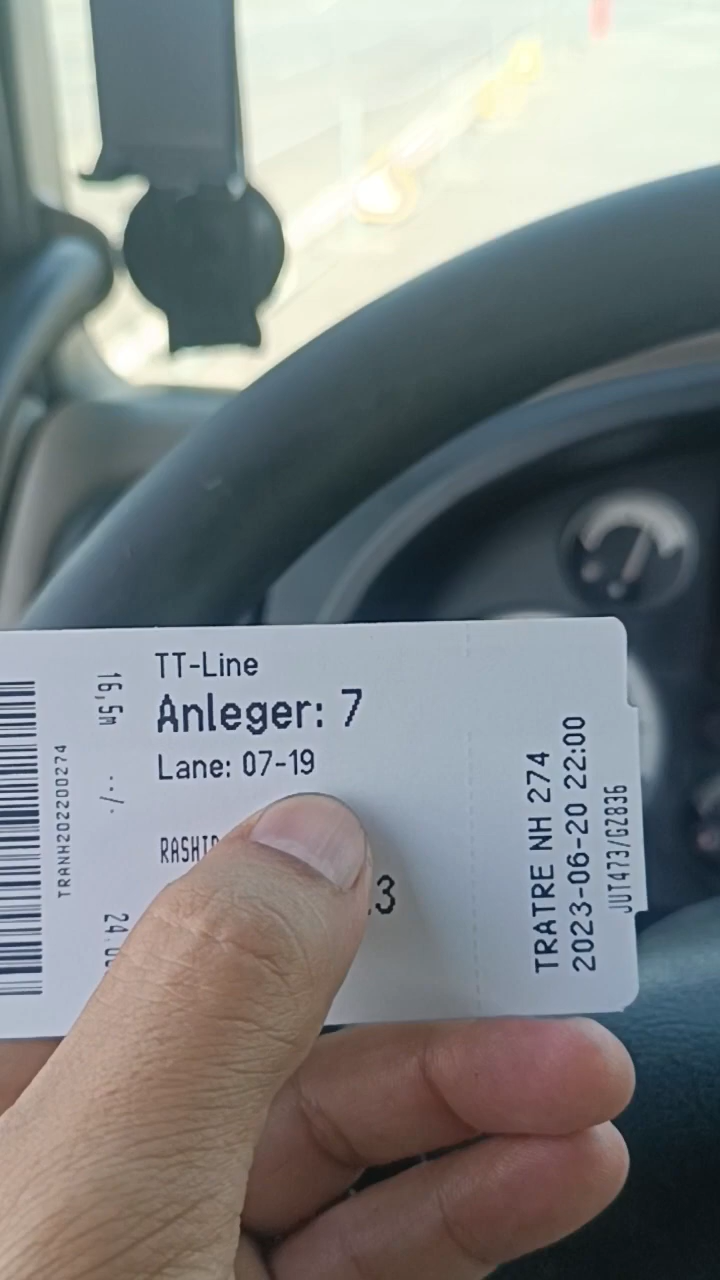 TRANH202200274
16,5m --/-
TT-Line
Anleger: 7
Lane: 07-19
TRATRE NH 274
2023-06-20 22:00
JUT473/GZ836